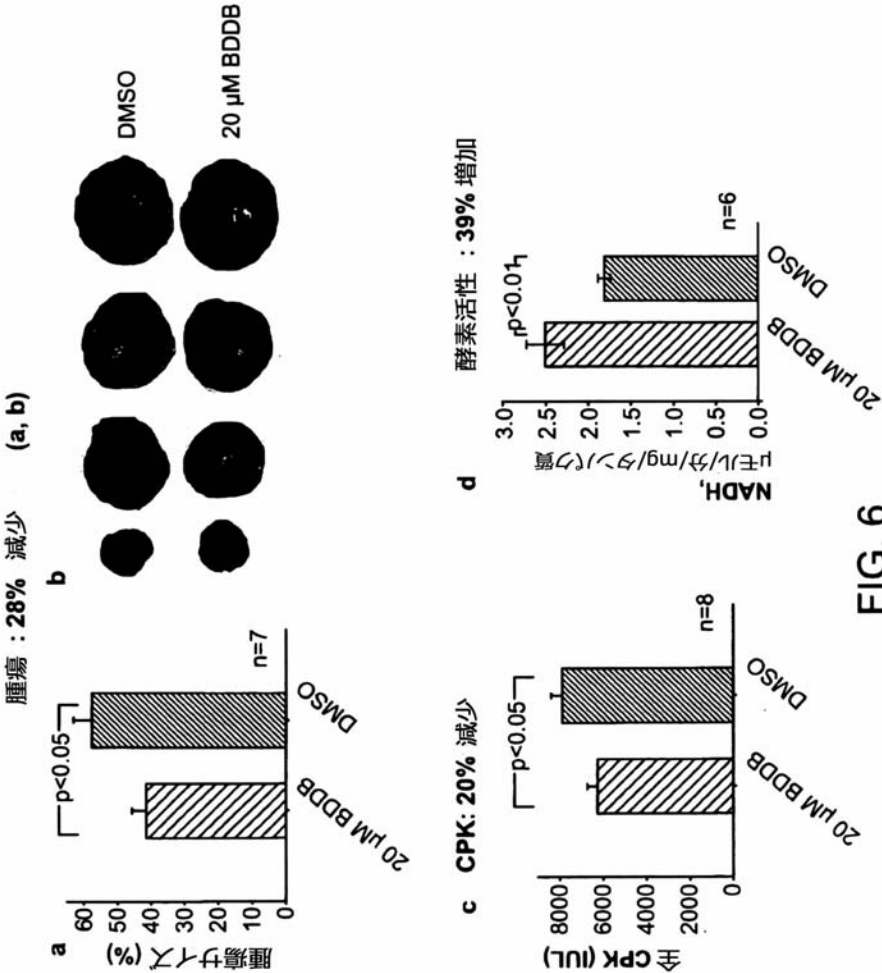 腫瘍 : 28% 減少 (a, b)
a
腫瘍サイズ (%)
60
50
40
30
20
10
0
p<0.05
n=7
20 µM BDDB
DMSO
b
DMSO
20 µM BDDB
c
CPK: 20% 減少
全 CPK (IUL)
8000
6000
4000
2000
0
p<0.05
n=8
20 µM BDDB
DMSO
d
酵素活性 : 39% 増加
NADH,
µモル/分/mg/タンパク質
3.0
2.5
2.0
1.5
1.0
0.5
0.0
p<0.01
n=6
20 µM BDDB
DMSO
FIG. 6